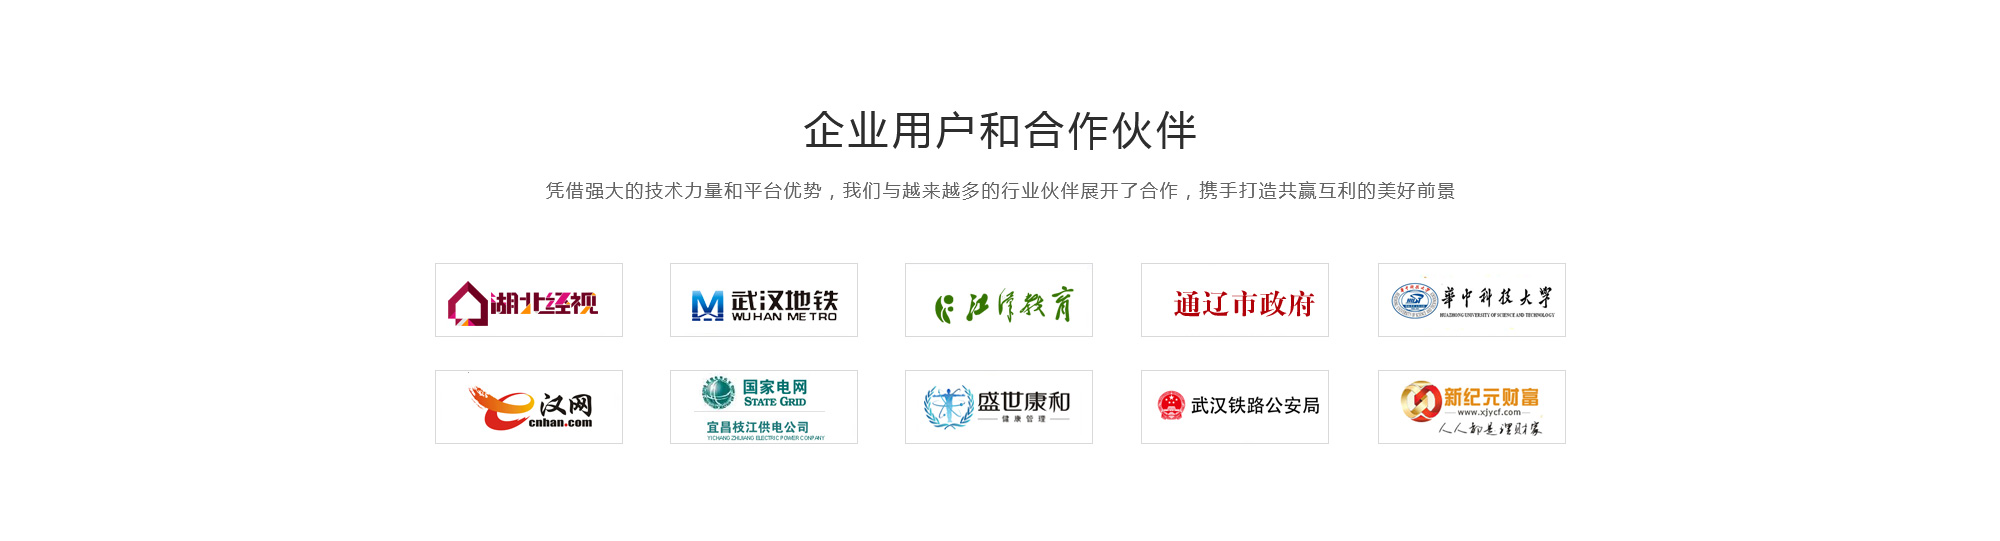 企业用户和合作伙伴
凭借强大的技术力量和平台优势，我们与越来越多的行业伙伴展开了合作，携手打造共赢互利的美好前景
湖北经视
武汉地铁
WUHAN METRO
江汉教育
通辽市政府
華中科技大学
HUAZHONG UNIVERSITY OF SCIENCE AND TECHNOLOGY
汉网
cnhan.com
国家电网
STATE GRID
宜昌枝江供电公司
YICHANG ZHIJIANG ELECTRIC POWER CONPANY
盛世康和
健康管理
武汉铁路公安局
新纪元财富
www.xjycf.com
人人都是理财家